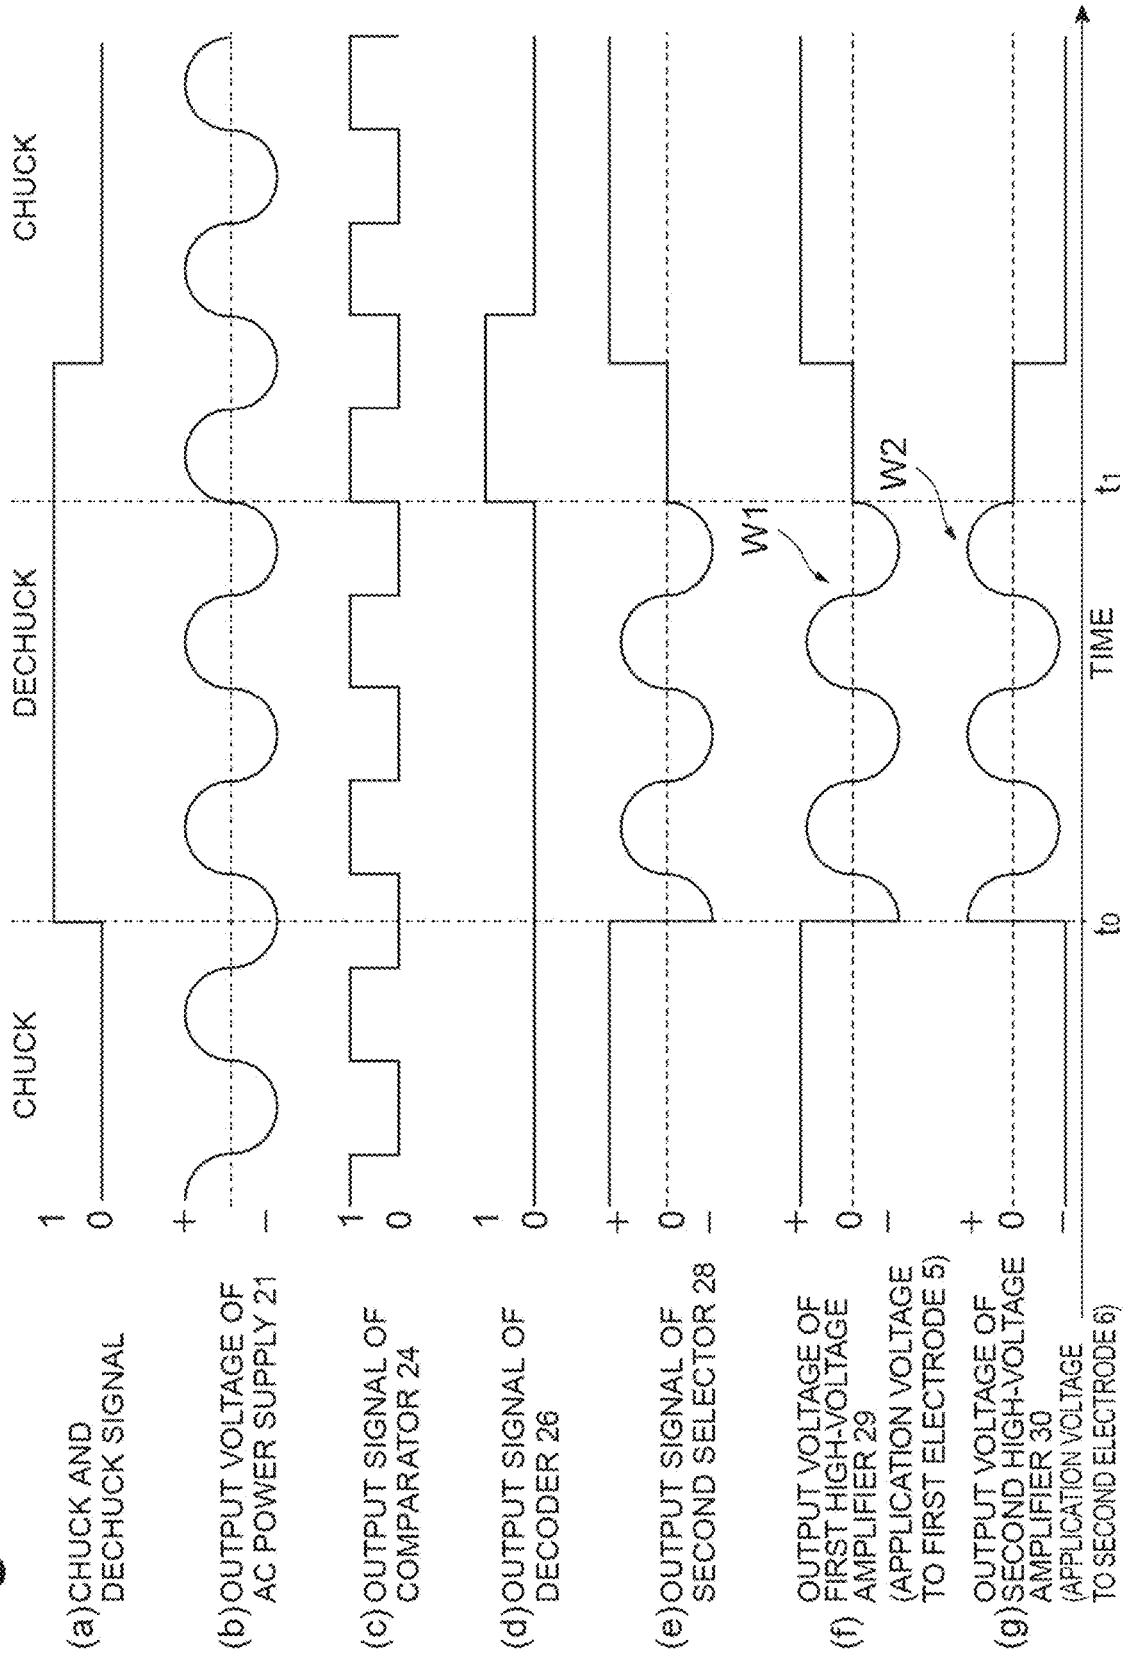 CHUCK
DECHUCK
CHUCK
(a) CHUCK AND
DECHUCK SIGNAL
1
0
(b) OUTPUT VOLTAGE OF
AC POWER SUPPLY 21
+
−
(c) OUTPUT SIGNAL OF
COMPARATOR 24
1
0
(d) OUTPUT SIGNAL OF
DECODER 26
1
0
(e) OUTPUT SIGNAL OF
SECOND SELECTOR 28
+
0
−
W1
OUTPUT VOLTAGE OF
FIRST HIGH-VOLTAGE
(f) AMPLIFIER 29
(APPLICATION VOLTAGE
TO FIRST ELECTRODE 5)
+
0
−
W2
OUTPUT VOLTAGE OF
(g) SECOND HIGH-VOLTAGE
AMPLIFIER 30
(APPLICATION VOLTAGE
TO SECOND ELECTRODE 6)
+
0
−
t0
TIME
t1